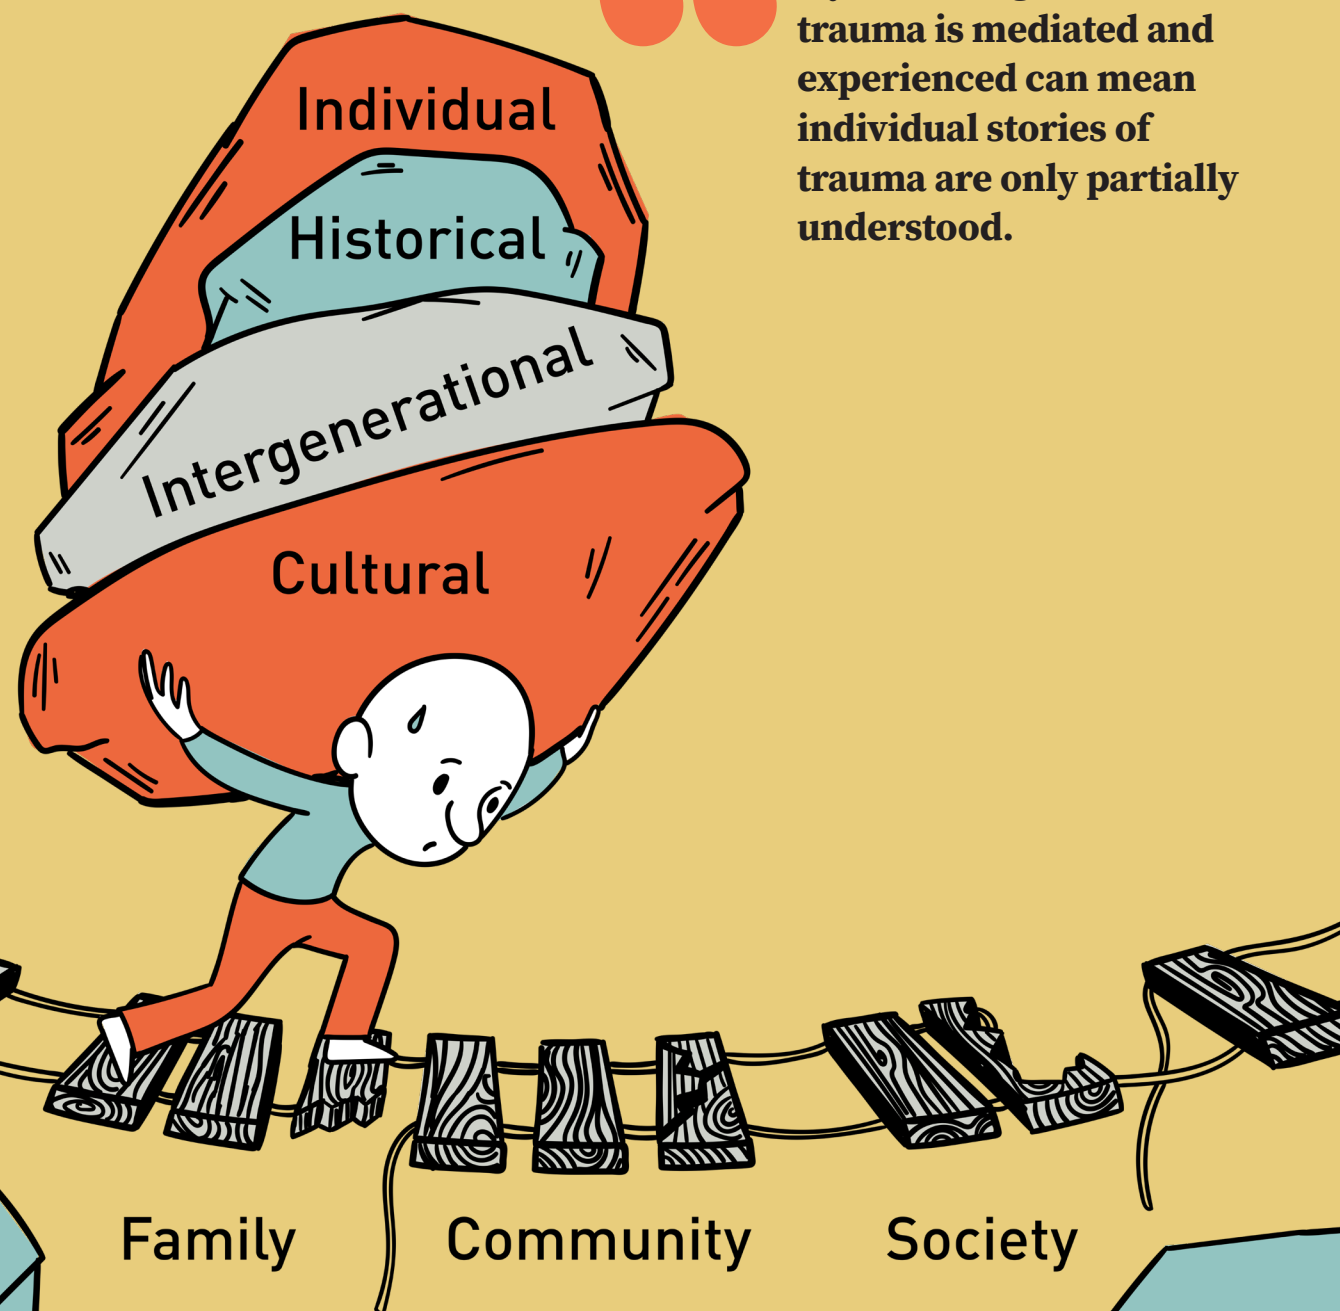 trauma is mediated and
experienced can mean
individual stories of
trauma are only partially
understood.
Individual
Historical
Intergenerational
Cultural
Family
Community
Society